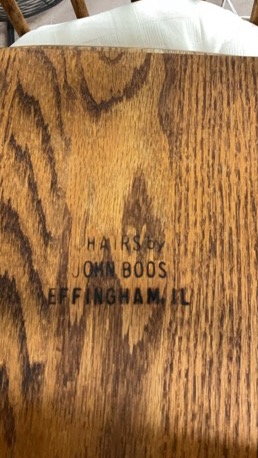 HAIRS by
JOHN BOOS
EFFINGHAM, IL